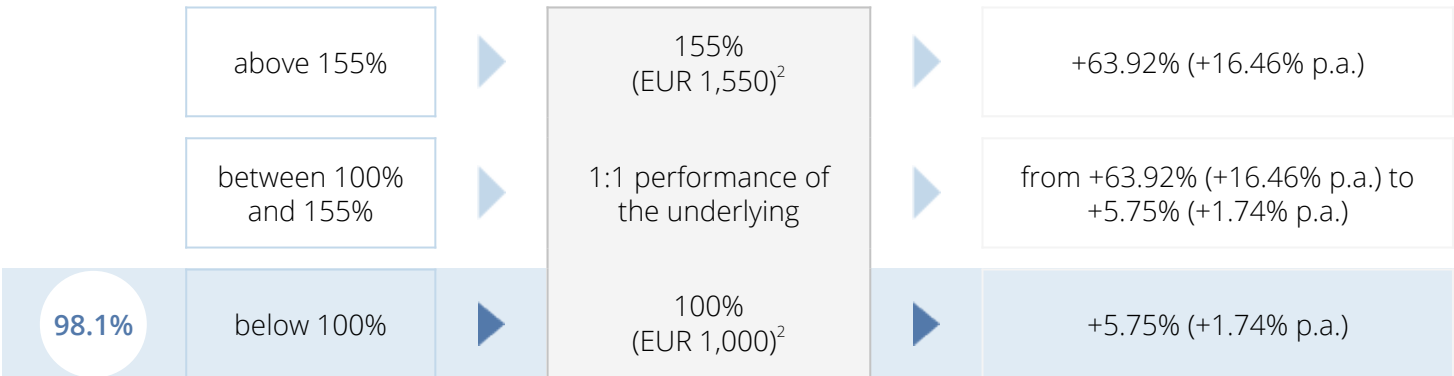 above 155%
155%
(EUR 1,550)²
+63.92% (+16.46% p.a.)
between 100%
and 155%
1:1 performance of
the underlying
from +63.92% (+16.46% p.a.) to
+5.75% (+1.74% p.a.)
98.1%
below 100%
100%
(EUR 1,000)²
+5.75% (+1.74% p.a.)